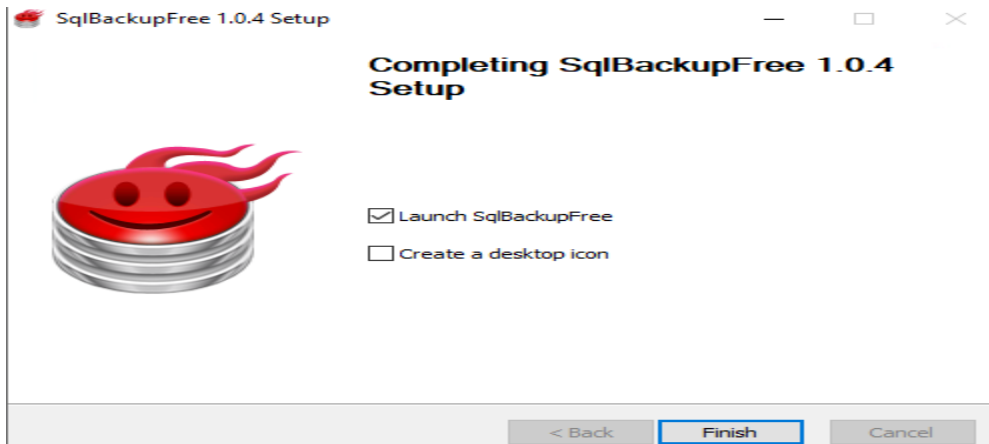 SqlBackupFree 1.0.4 Setup
Completing SqlBackupFree 1.0.4
Setup
Launch SqlBackupFree
Create a desktop icon
< Back
Finish
Cancel